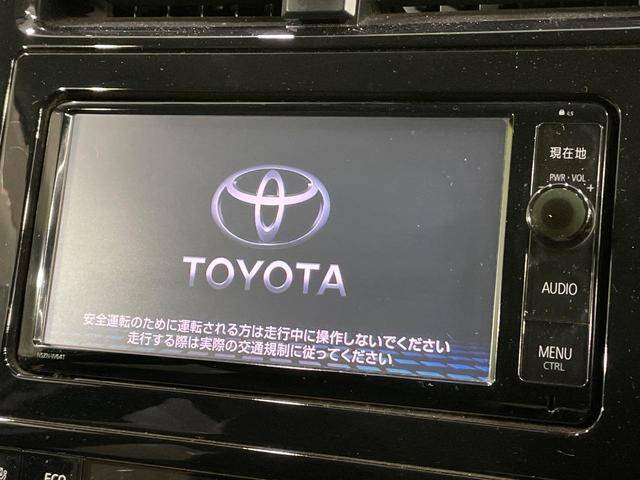 現在地
PWR・VOL
+
TOYOTA
AUDIO
安全運転のために運転される方は走行中に操作しないでください
走行する際は実際の交通規制に従ってください
NSZN-W64T
MENU
CTRL
ECO